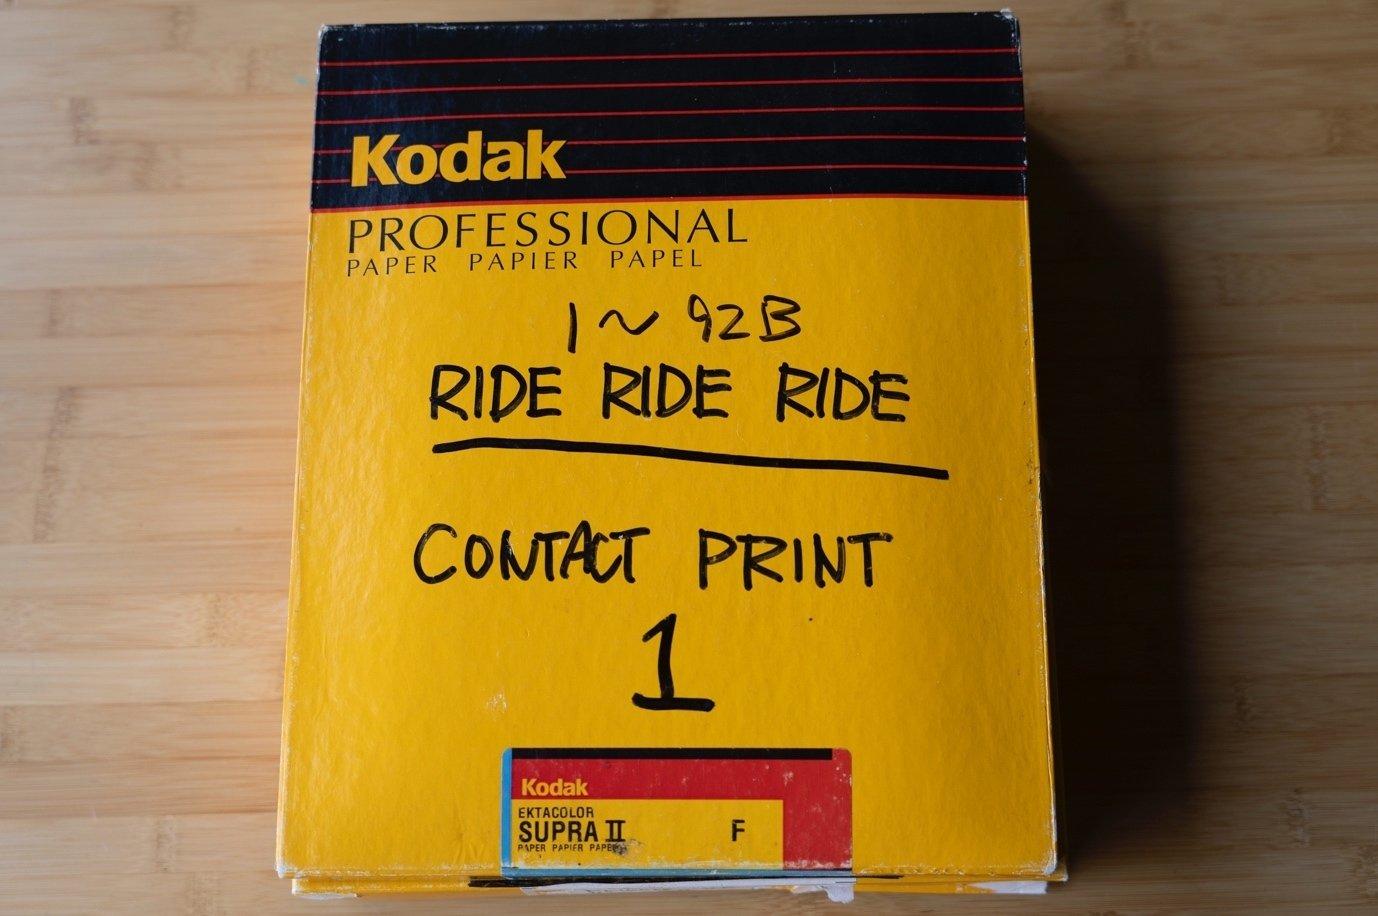 Kodak
PROFESSIONAL
PAPER PAPIER PAPEL
1 ~ 92B
RIDE RIDE RIDE
CONTACT PRINT
1
Kodak
EKTACOLOR
SUPRA II F
PAPER PAPIER PAPEL